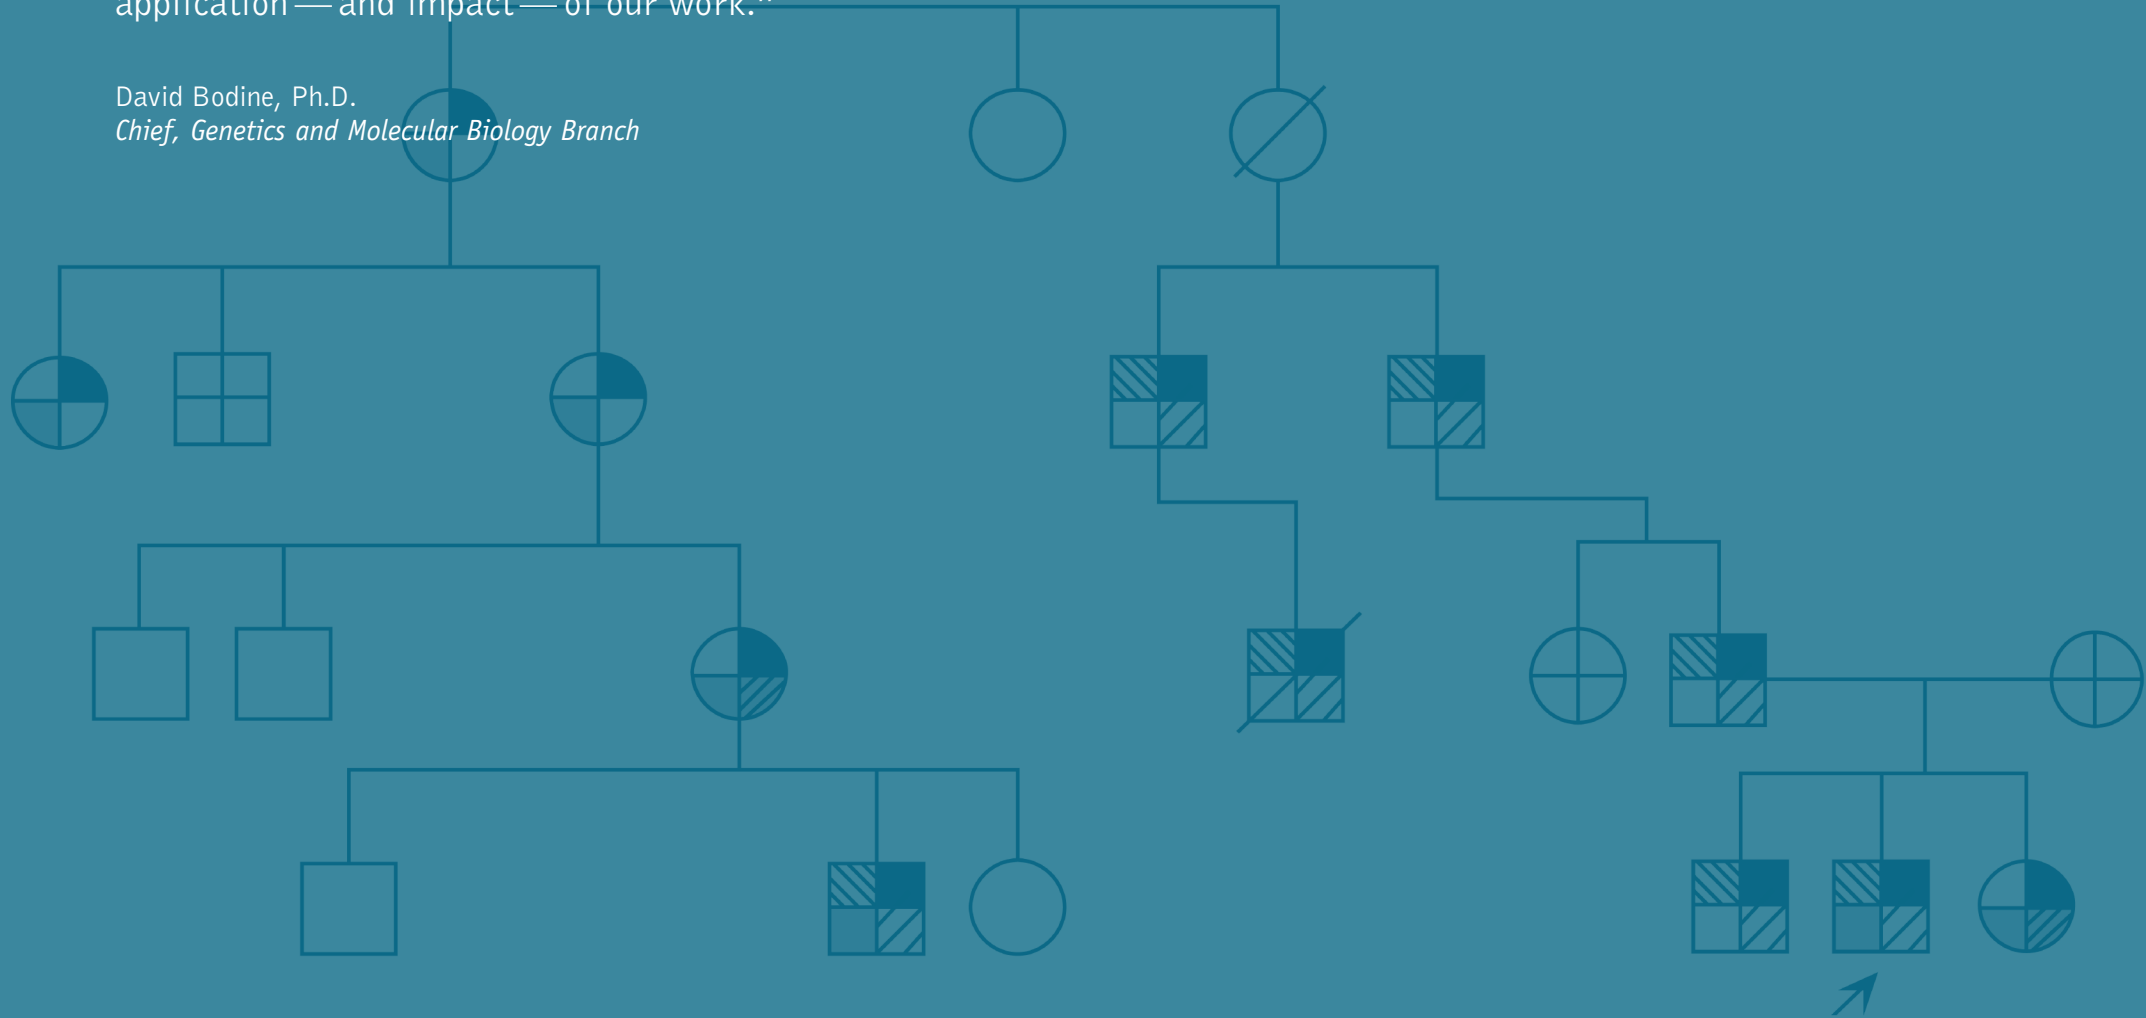 application — and impact — of our work.”
David Bodine, Ph.D.
Chief, Genetics and Molecular Biology Branch